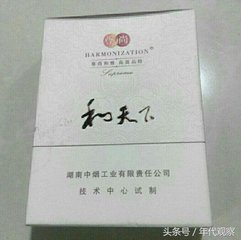 HARMONIZATION®
Supreme
和天下
湖南中烟工业有限责任公司
技术中心试制
头条号／年代观察